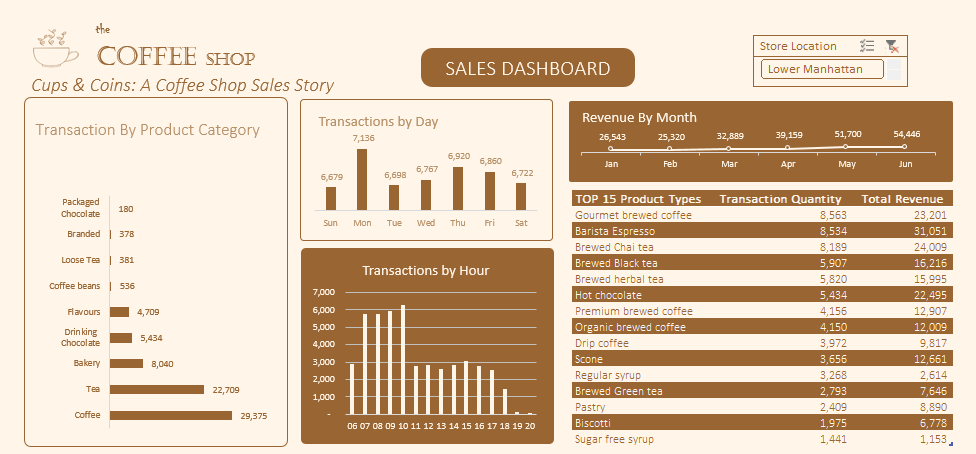 the
COFFEE SHOP
Cups & Coins: A Coffee Shop Sales Story
SALES DASHBOARD
Store Location
Lower Manhattan
Transaction By Product Category
Packaged
Chocolate
180
Branded 378
Loose Tea 381
Coffee beans 536
Flavours 4,709
Drinking
Chocolate
5,434
Bakery 8,040
Tea 22,709
Coffee 29,375
Transactions by Day
7,136
6,679 6,698 6,767 6,920 6,860 6,722
Sun Mon Tue Wed Thu Fri Sat
Transactions by Hour
7,000
6,000
5,000
4,000
3,000
2,000
1,000
-
06 07 08 09 10 11 12 13 14 15 16 17 18 19 20
Revenue By Month
26,543 25,320 32,889 39,159 51,700 54,446
Jan Feb Mar Apr May Jun
TOP 15 Product Types Transaction Quantity Total Revenue
Gourmet brewed coffee 8,563 23,201
Barista Espresso 8,534 31,051
Brewed Chai tea 8,189 24,009
Brewed Black tea 5,907 16,216
Brewed herbal tea 5,820 15,995
Hot chocolate 5,434 22,495
Premium brewed coffee 4,156 12,907
Organic brewed coffee 4,150 12,009
Drip coffee 3,972 9,817
Scone 3,656 12,661
Regular syrup 3,268 2,614
Brewed Green tea 2,793 7,646
Pastry 2,409 8,890
Biscotti 1,975 6,778
Sugar free syrup 1,441 1,153